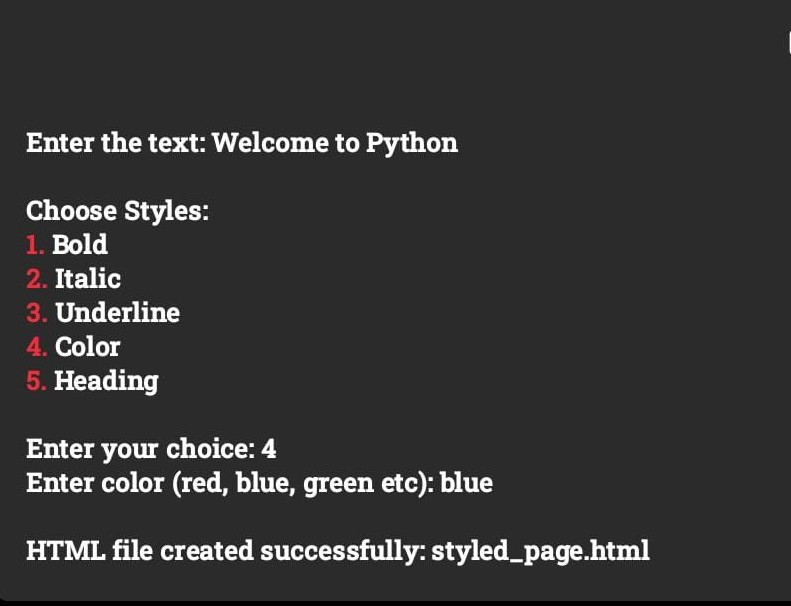 Enter the text: Welcome to Python
Choose Styles:
1. Bold
2. Italic
3. Underline
4. Color
5. Heading
Enter your choice: 4
Enter color (red, blue, green etc): blue
HTML file created successfully: styled_page.html